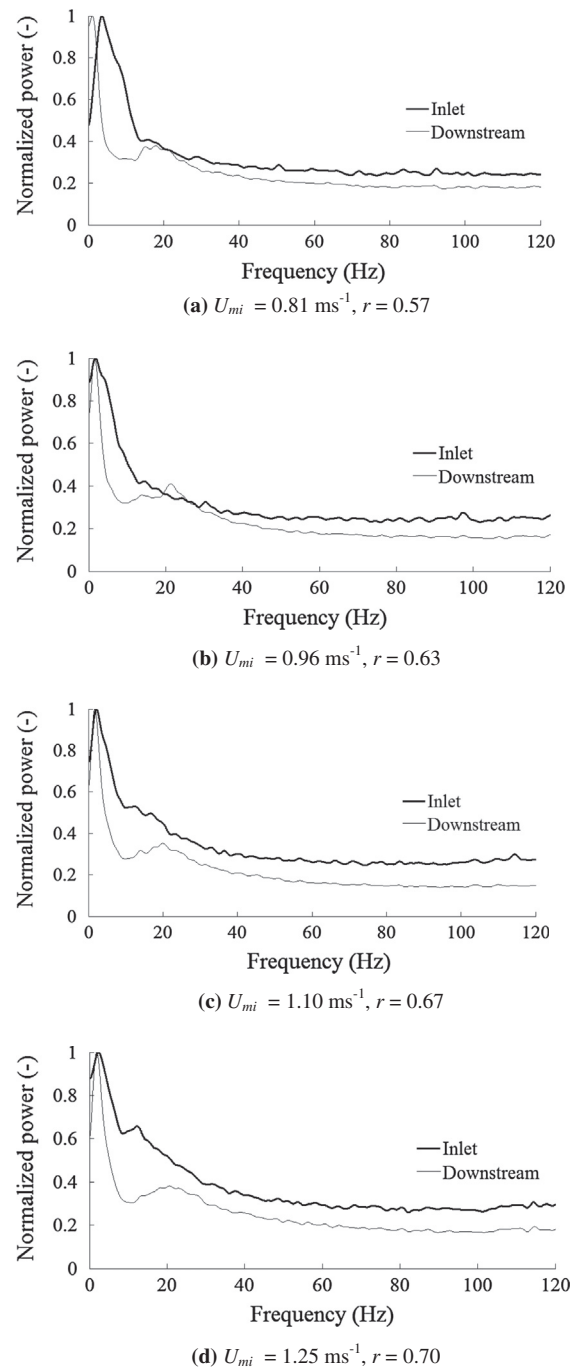 Normalized power (-)
1
0.8
0.6
0.4
0.2
0
Inlet
Downstream
0 20 40 60 80 100 120
Frequency (Hz)
(a) U_mi = 0.81 ms⁻¹, r = 0.57
Normalized power (-)
1
0.8
0.6
0.4
0.2
0
Inlet
Downstream
0 20 40 60 80 100 120
Frequency (Hz)
(b) U_mi = 0.96 ms⁻¹, r = 0.63
Normalized power (-)
1
0.8
0.6
0.4
0.2
0
Inlet
Downstream
0 20 40 60 80 100 120
Frequency (Hz)
(c) U_mi = 1.10 ms⁻¹, r = 0.67
Normalized power (-)
1
0.8
0.6
0.4
0.2
0
Inlet
Downstream
0 20 40 60 80 100 120
Frequency (Hz)
(d) U_mi = 1.25 ms⁻¹, r = 0.70